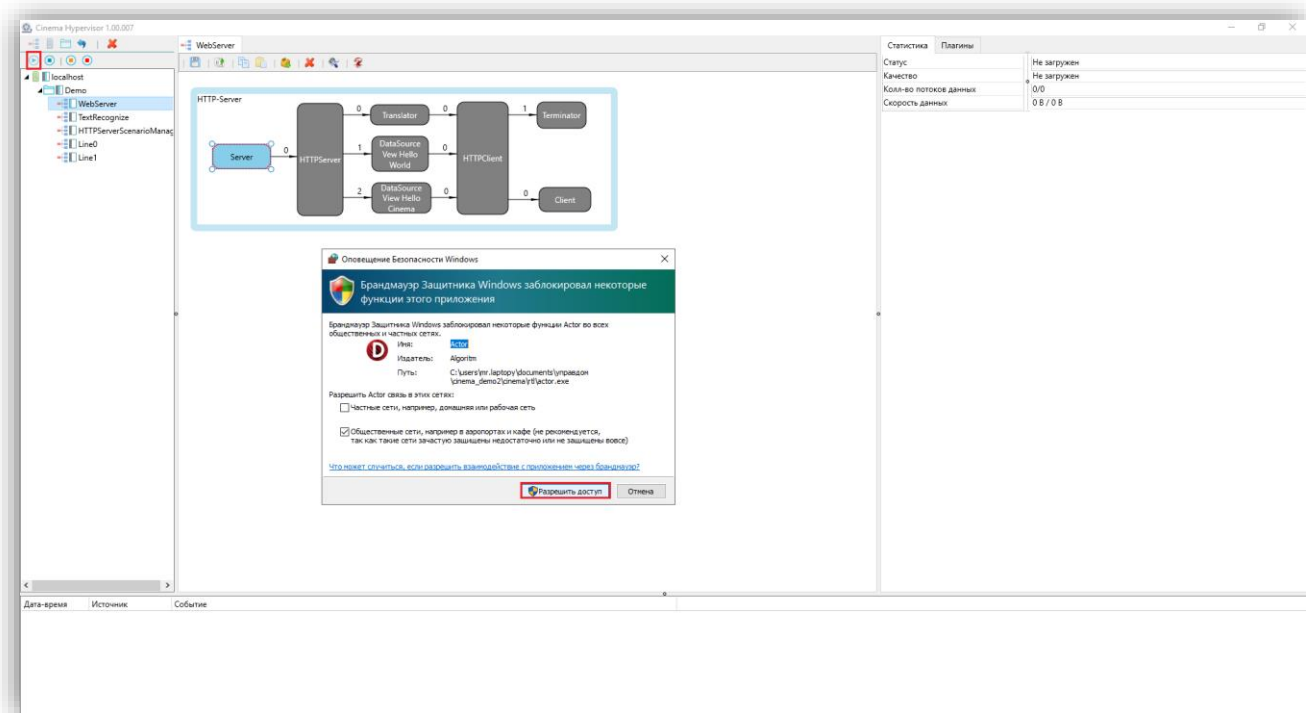 Cinema Hypervisor 1.00.007
WebServer
localhost
Demo
WebServer
TextRecognize
HTTPServerScenarioManag
Line0
Line1
HTTP-Server
Server
0
HTTPServer
0
Translator
0
1
DataSource
Vew Hello
World
0
2
DataSource
View Hello
Cinema
0
HTTPClient
1
Terminator
0
Client
Статистика
Плагины
Статус
Не загружен
Качество
Не загружен
Колл-во потоков данных
0/0
Скорость данных
0 B / 0 B
Оповещение Безопасности Windows
Брандмауэр Защитника Windows заблокировал некоторые
функции этого приложения
Брандмауэр Защитника Windows заблокировал некоторые функции Actor во всех
общественных и частных сетях.
Имя: Actor
Издатель: Algoritm
Путь: C:\users\mr.laptopy\documents\управдом
\cinema_demo2\cinema\rtl\actor.exe
Разрешить Actor связь в этих сетях:
Частные сети, например, домашняя или рабочая сеть
Общественные сети, например в аэропортах и кафе (не рекомендуется,
так как такие сети зачастую защищены недостаточно или не защищены вовсе)
Что может случиться, если разрешить взаимодействие с приложением через брандмауэр?
Разрешить доступ
Отмена
Дата-время
Источник
Событие